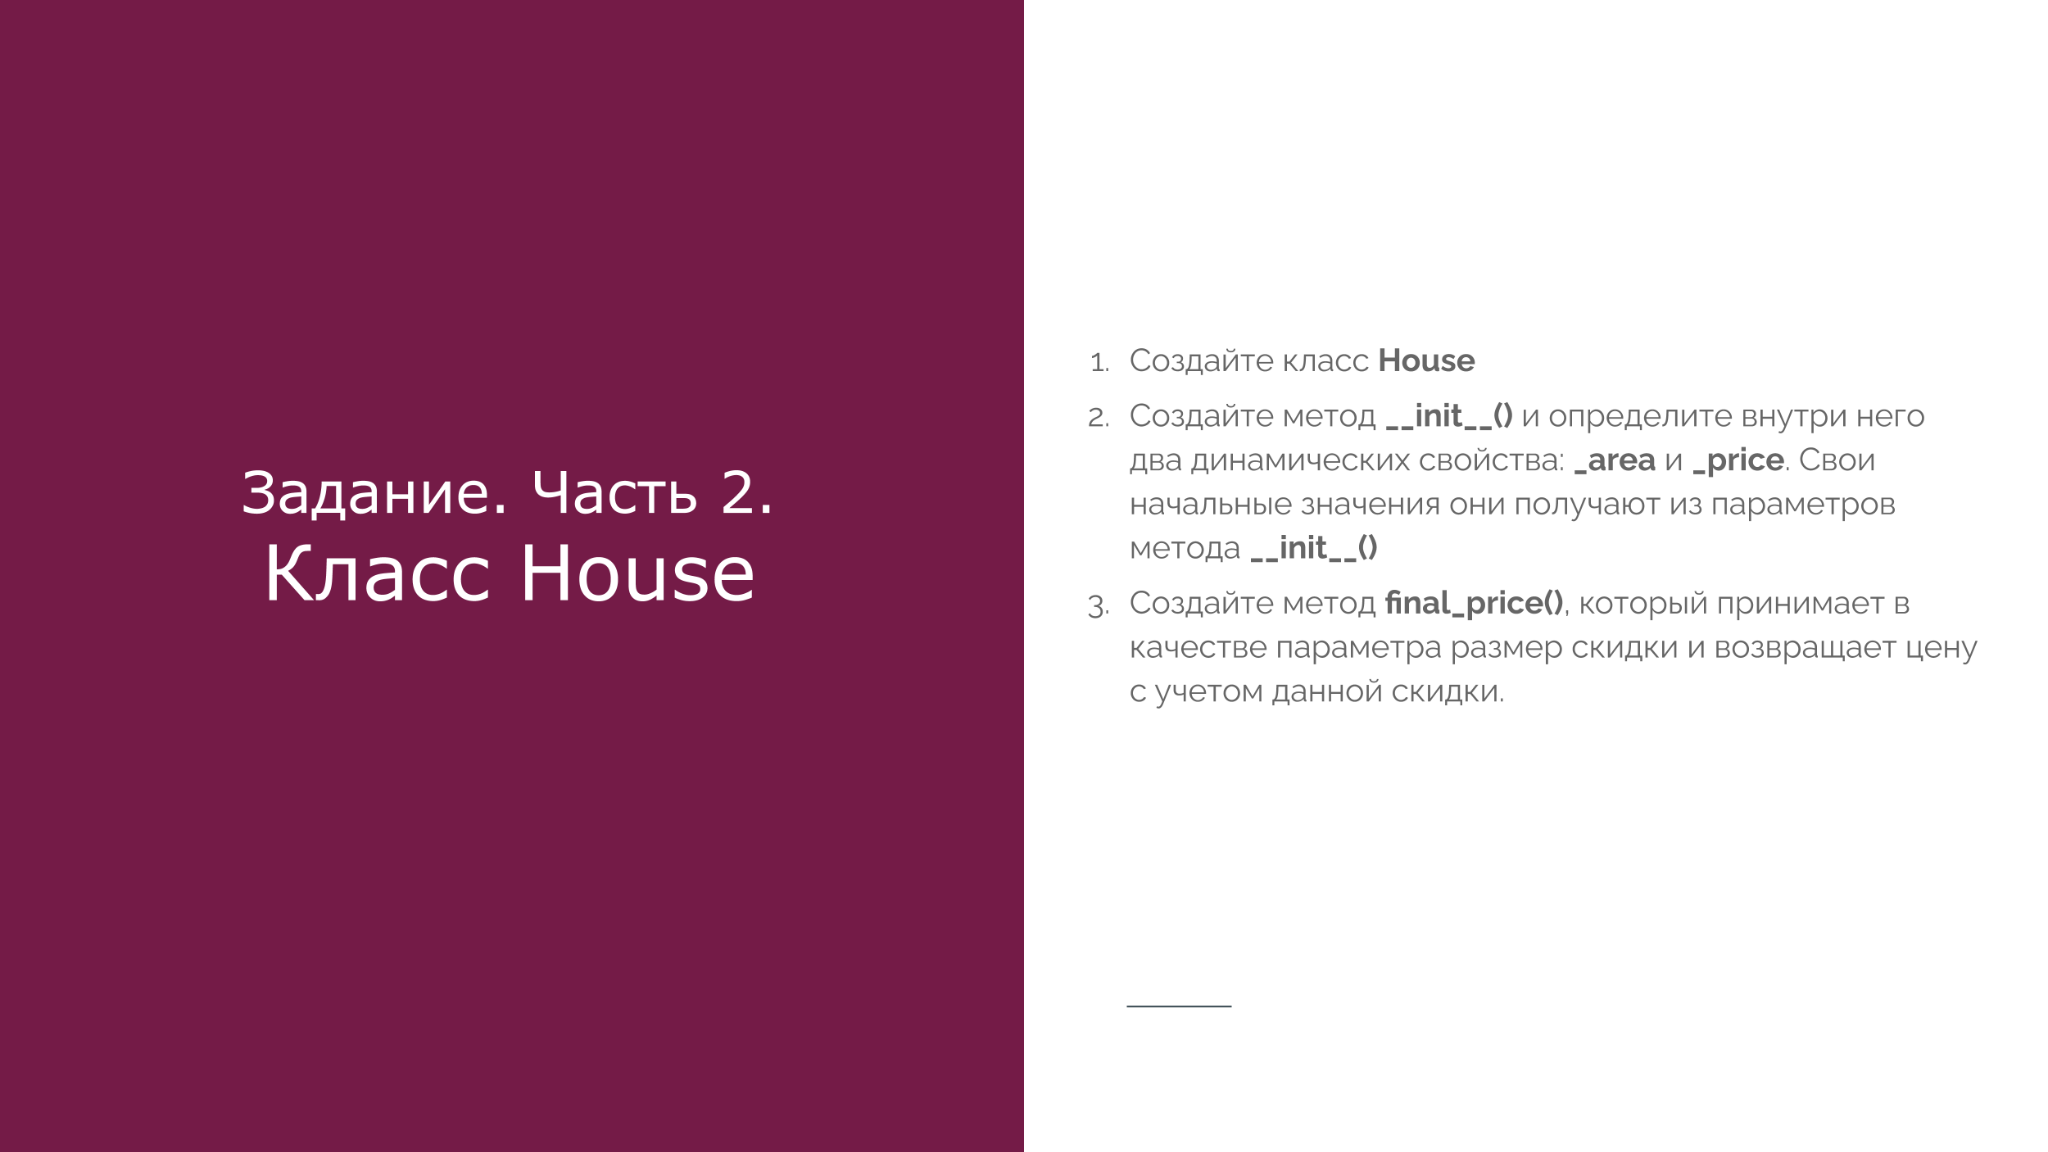 Задание. Часть 2.
Класс House
1. Создайте класс House
2. Создайте метод __init__() и определите внутри него
два динамических свойства: _area и _price. Свои
начальные значения они получают из параметров
метода __init__()
3. Создайте метод final_price(), который принимает в
качестве параметра размер скидки и возвращает цену
с учетом данной скидки.